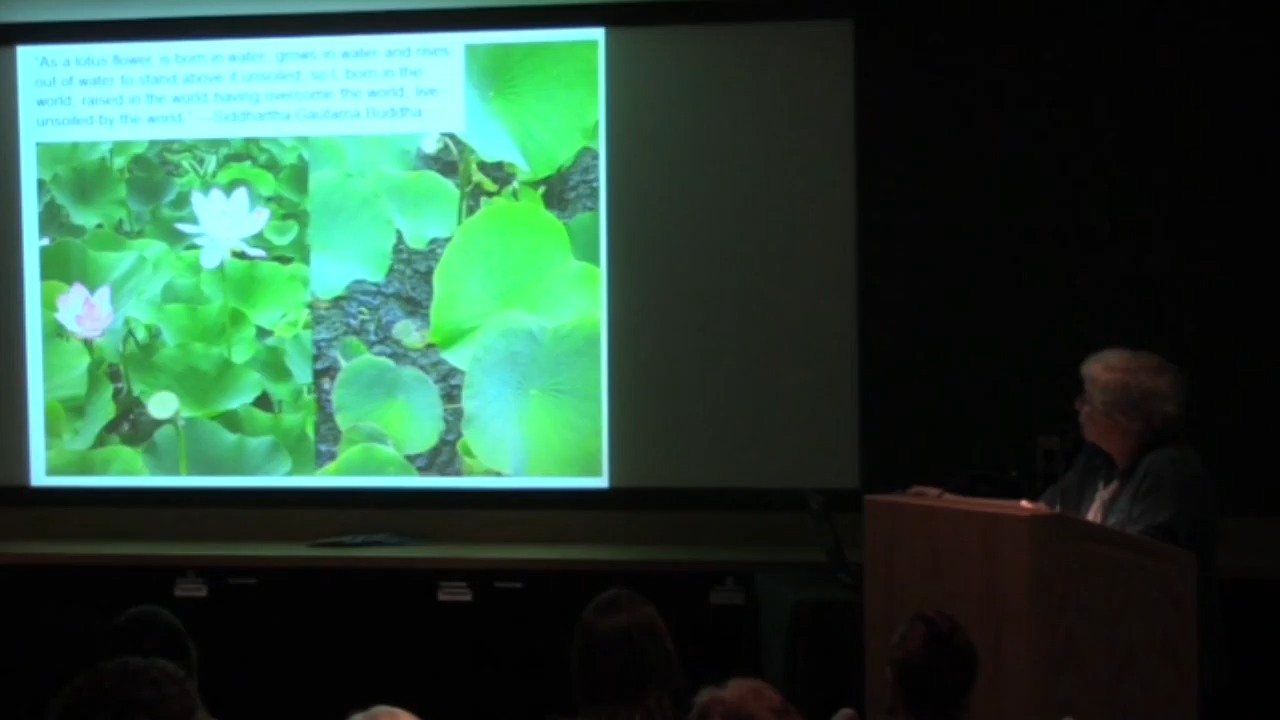 "As a lotus flower is born in water, grows in water and rises
out of water to stand above it unsoiled, so I, born in the
world, raised in the world having overcome the world, live
unsoiled by the world." —Siddhartha Gautama Buddha